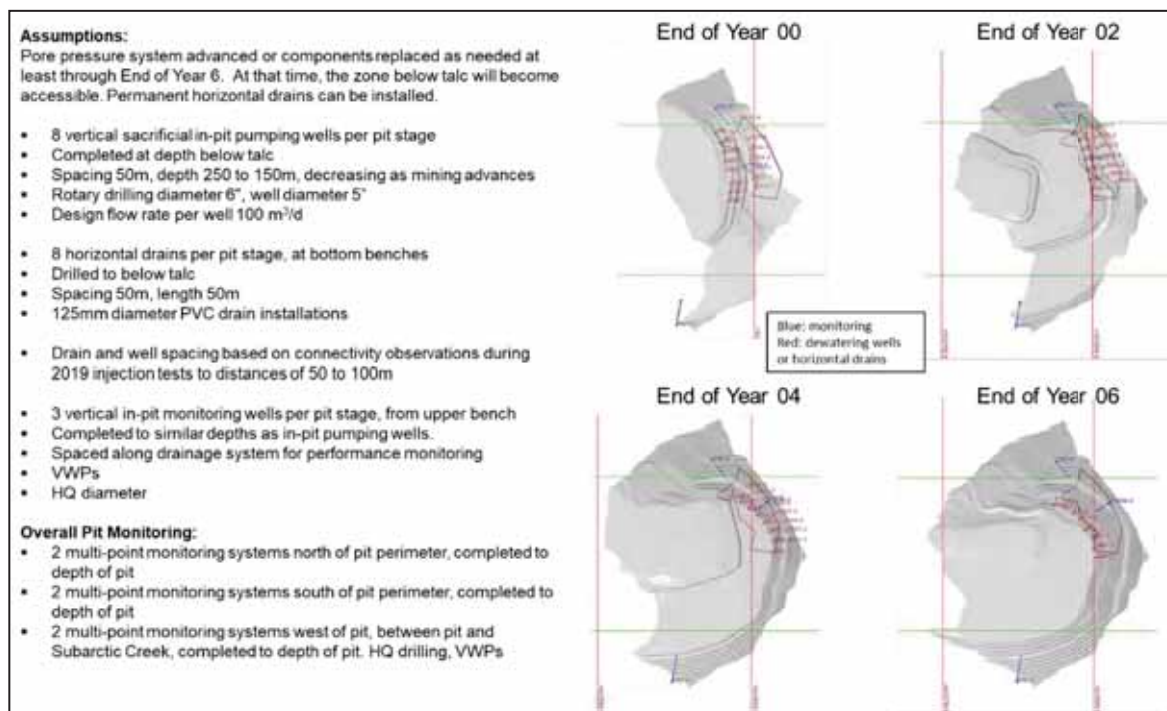 Assumptions:
Pore pressure system advanced or components replaced as needed at
least through End of Year 6. At that time, the zone below talc will become
accessible. Permanent horizontal drains can be installed.
▪ 8 vertical sacrificial in-pit pumping wells per pit stage
▪ Completed at depth below talc
▪ Spacing 50m, depth 250 to 150m, decreasing as mining advances
▪ Rotary drilling diameter 6", well diameter 5"
▪ Design flow rate per well 100 m³/d
▪ 8 horizontal drains per pit stage, at bottom benches
▪ Drilled to below talc
▪ Spacing 50m, length 50m
▪ 125mm diameter PVC drain installations
▪ Drain and well spacing based on connectivity observations during
2019 injection tests to distances of 50 to 100m
▪ 3 vertical in-pit monitoring wells per pit stage, from upper bench
▪ Completed to similar depths as in-pit pumping wells.
▪ Spaced along drainage system for performance monitoring
▪ VWPs
▪ HQ diameter
Overall Pit Monitoring:
▪ 2 multi-point monitoring systems north of pit perimeter, completed to
depth of pit
▪ 2 multi-point monitoring systems south of pit perimeter, completed to
depth of pit
▪ 2 multi-point monitoring systems west of pit, between pit and
Subarctic Creek, completed to depth of pit. HQ drilling, VWPs
End of Year 00
End of Year 02
Blue: monitoring
Red: dewatering wells
or horizontal drains
End of Year 04
End of Year 06